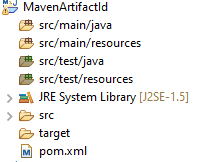 MavenArtifactId
src/main/java
src/main/resources
src/test/java
src/test/resources
JRE System Library [J2SE-1.5]
src
target
pom.xml